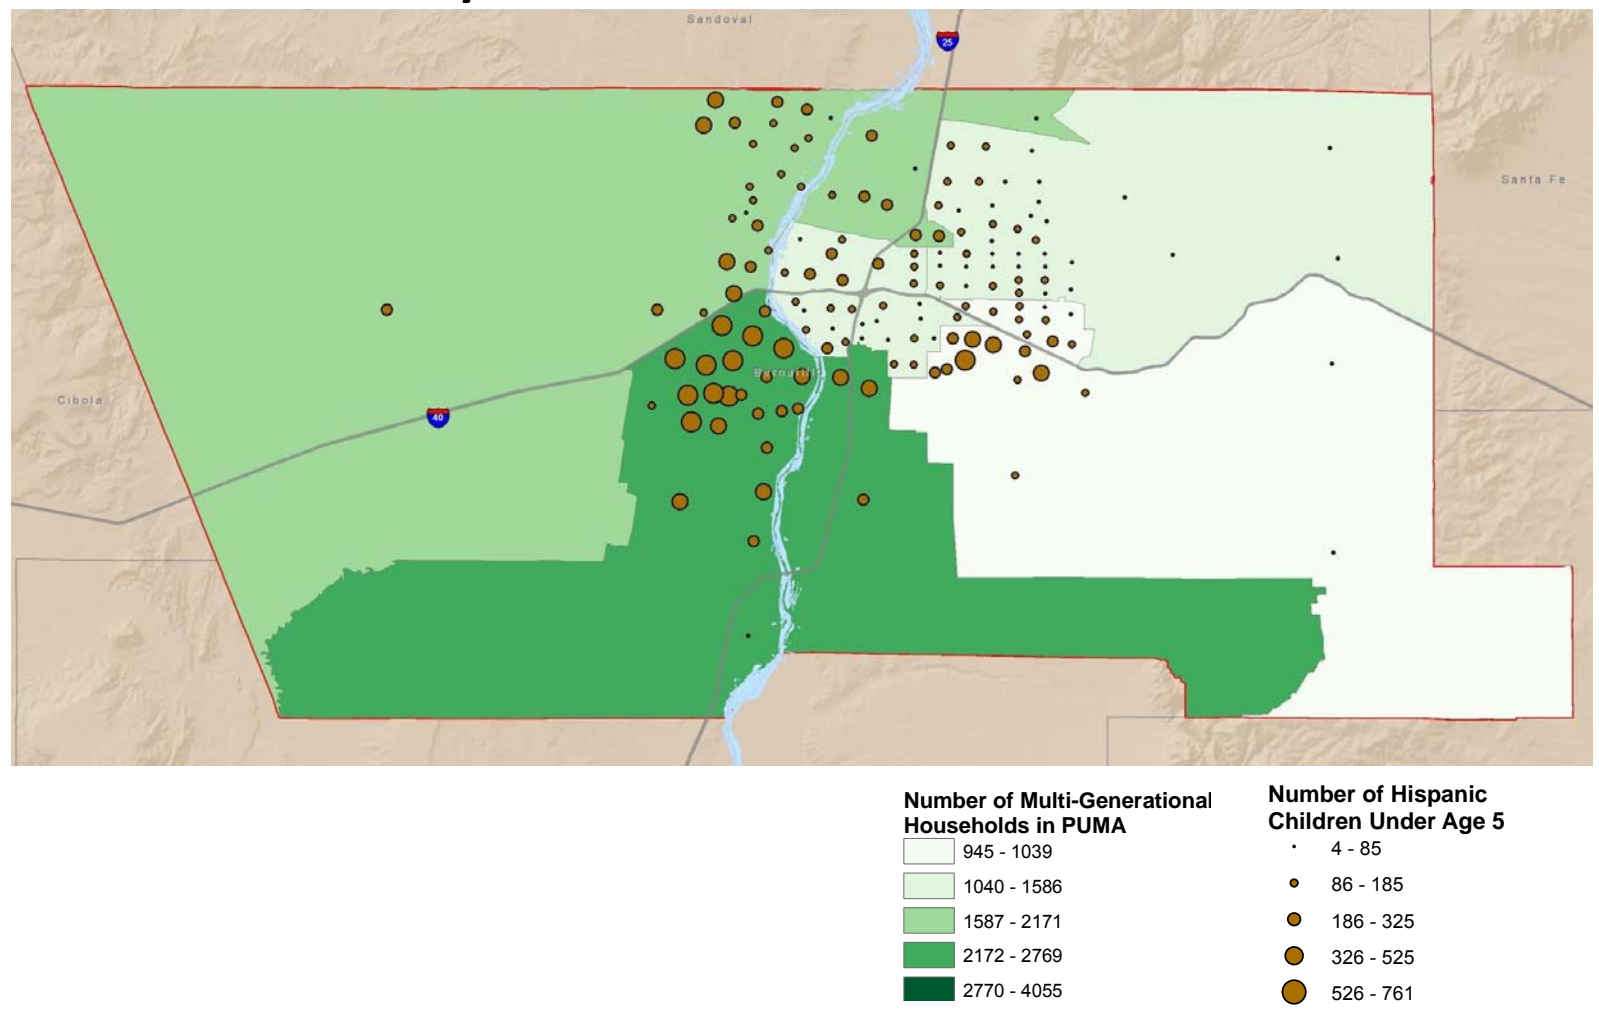 Sandoval
25
Santa Fe
Cibola
40
Number of Multi-Generational
Households in PUMA
945 - 1039
1040 - 1586
1587 - 2171
2172 - 2769
2770 - 4055
Number of Hispanic
Children Under Age 5
4 - 85
86 - 185
186 - 325
326 - 525
526 - 761